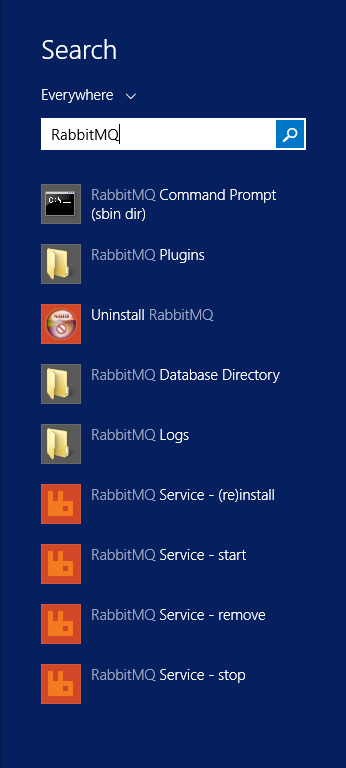 Search
Everywhere
RabbitMQ
RabbitMQ Command Prompt
(sbin dir)
RabbitMQ Plugins
Uninstall RabbitMQ
RabbitMQ Database Directory
RabbitMQ Logs
RabbitMQ Service - (re)install
RabbitMQ Service - start
RabbitMQ Service - remove
RabbitMQ Service - stop